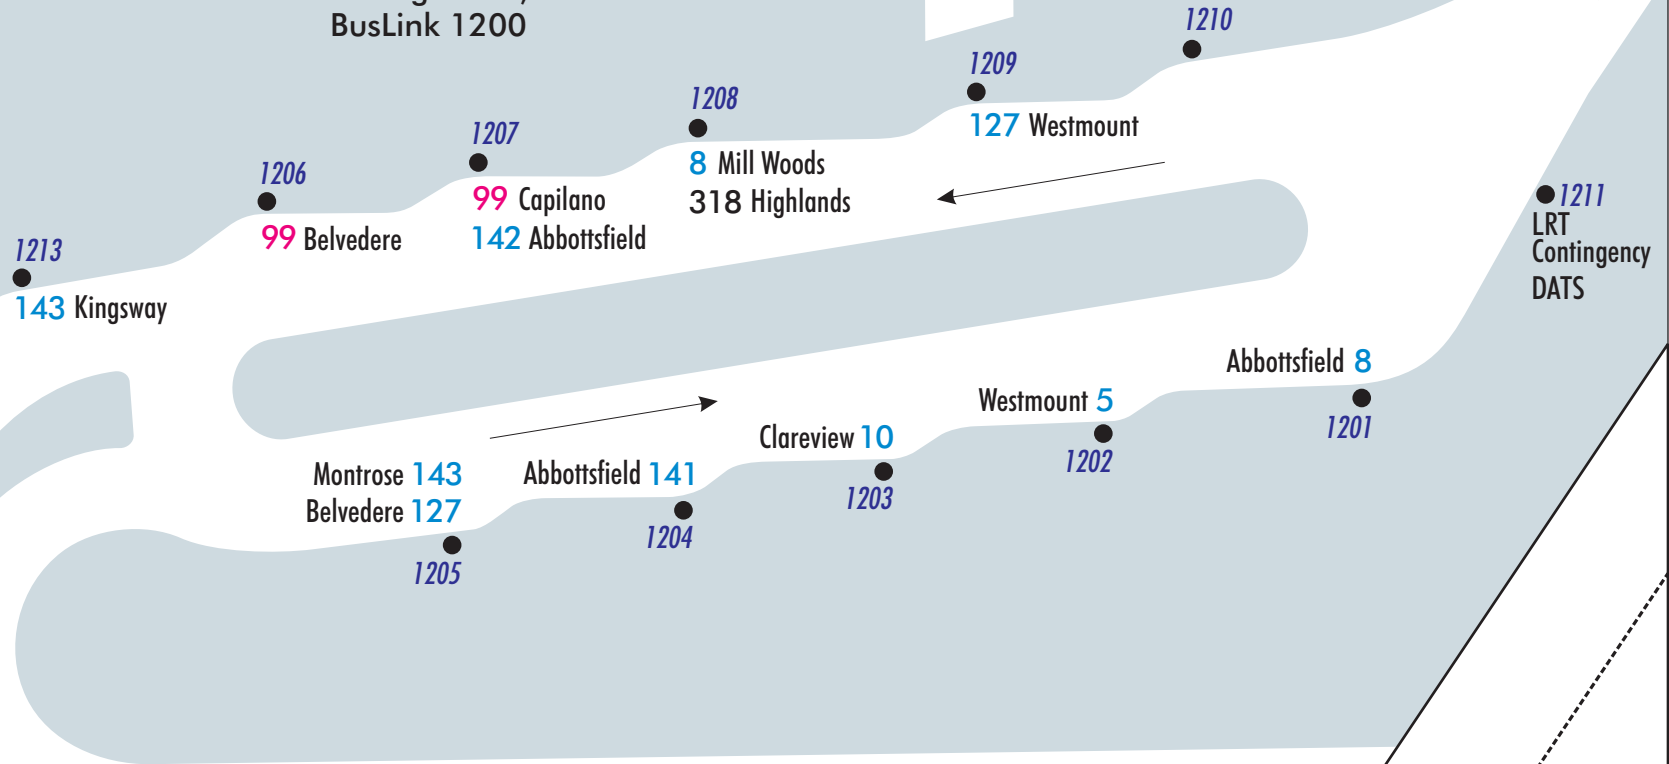 BusLink 1200
1210
1209
127 Westmount
1208
8 Mill Woods
318 Highlands
1207
99 Capilano
142 Abbottsfield
1206
99 Belvedere
1213
143 Kingsway
1211
LRT
Contingency
DATS
Abbottsfield 8
1201
Westmount 5
1202
Clareview 10
1203
Abbottsfield 141
1204
Montrose 143
Belvedere 127
1205